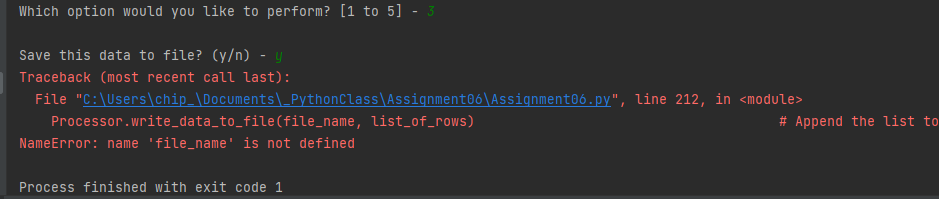 Which option would you like to perform? [1 to 5] - 3
Save this data to file? (y/n) - y
Traceback (most recent call last):
File "C:\Users\chip_\Documents\_PythonClass\Assignment06\Assignment06.py", line 212, in <module>
Processor.write_data_to_file(file_name, list_of_rows) # Append the list to
NameError: name 'file_name' is not defined
Process finished with exit code 1